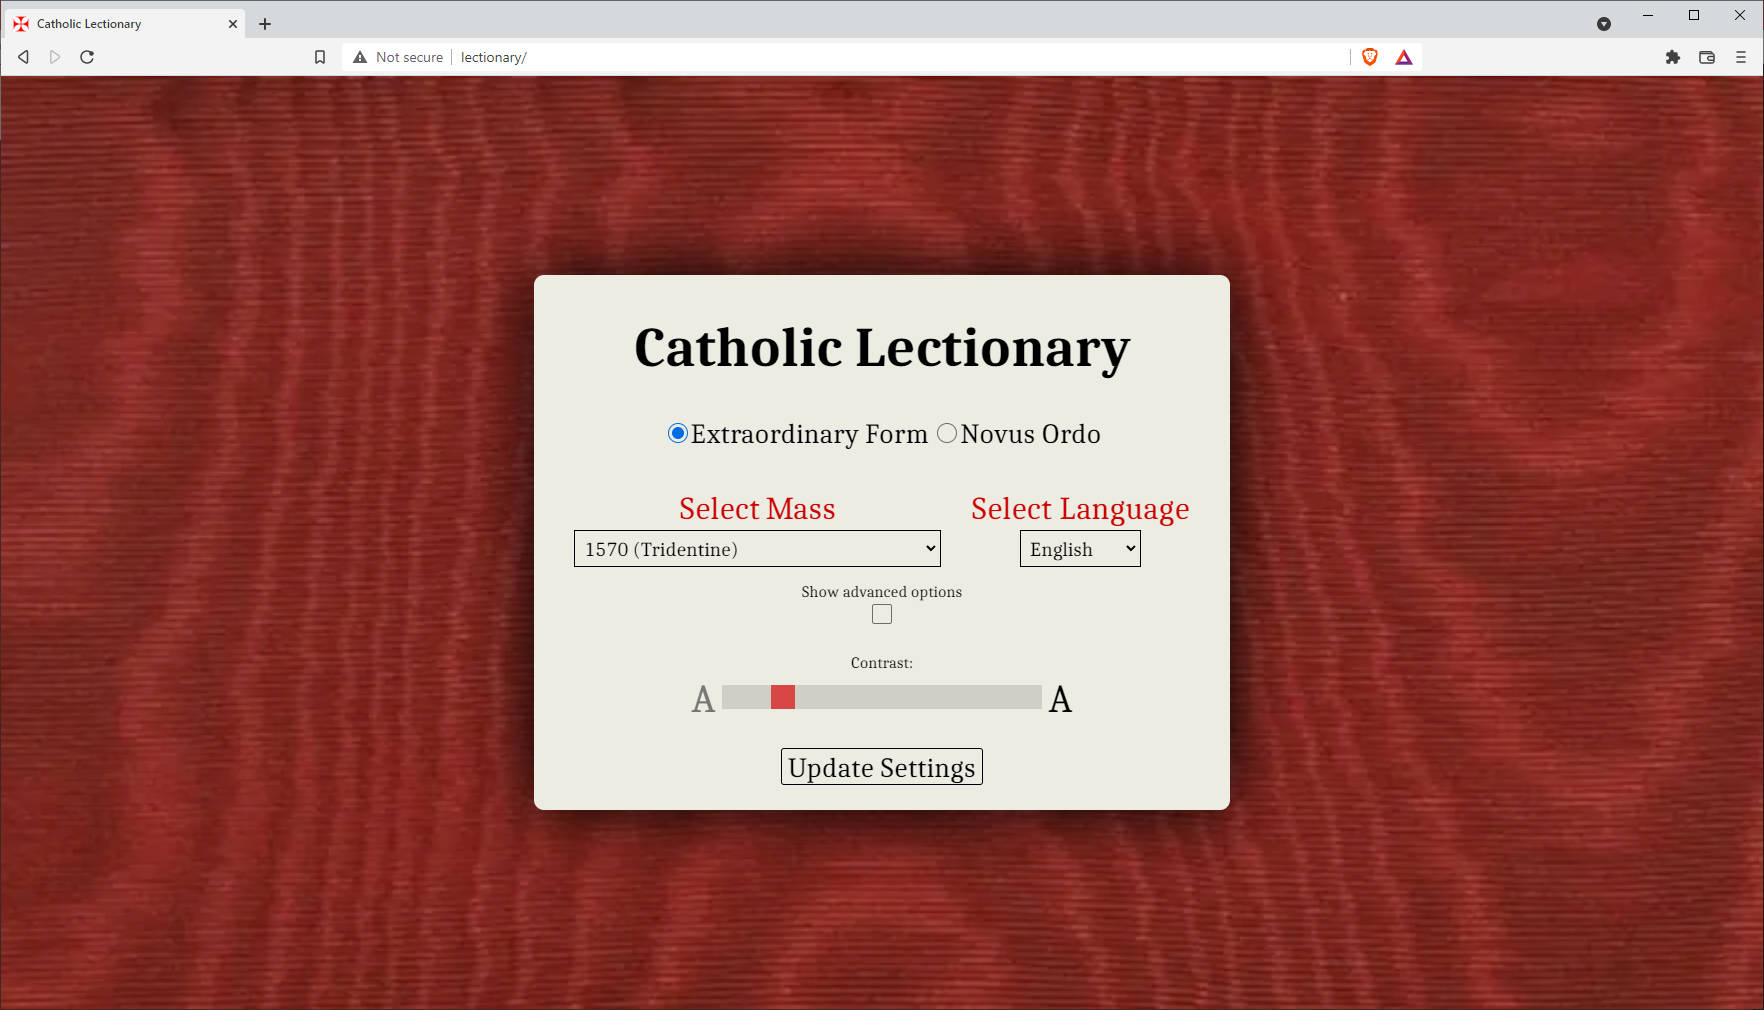 Catholic Lectionary
Not secure lectionary/
Catholic Lectionary
Extraordinary Form Novus Ordo
Select Mass Select Language
1570 (Tridentine) English
Show advanced options
Contrast:
A A
Update Settings